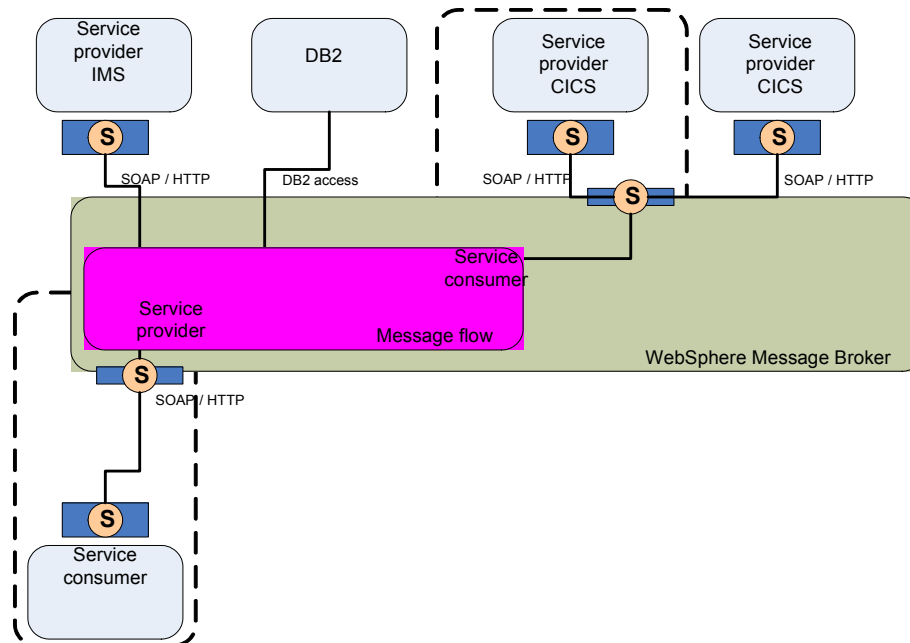 Service
provider
IMS
DB2
Service
provider
CICS
Service
provider
CICS
S
S
S
SOAP / HTTP
DB2 access
SOAP / HTTP
SOAP / HTTP
S
Service
consumer
Service
provider
Message flow
WebSphere Message Broker
S
SOAP / HTTP
S
Service
consumer